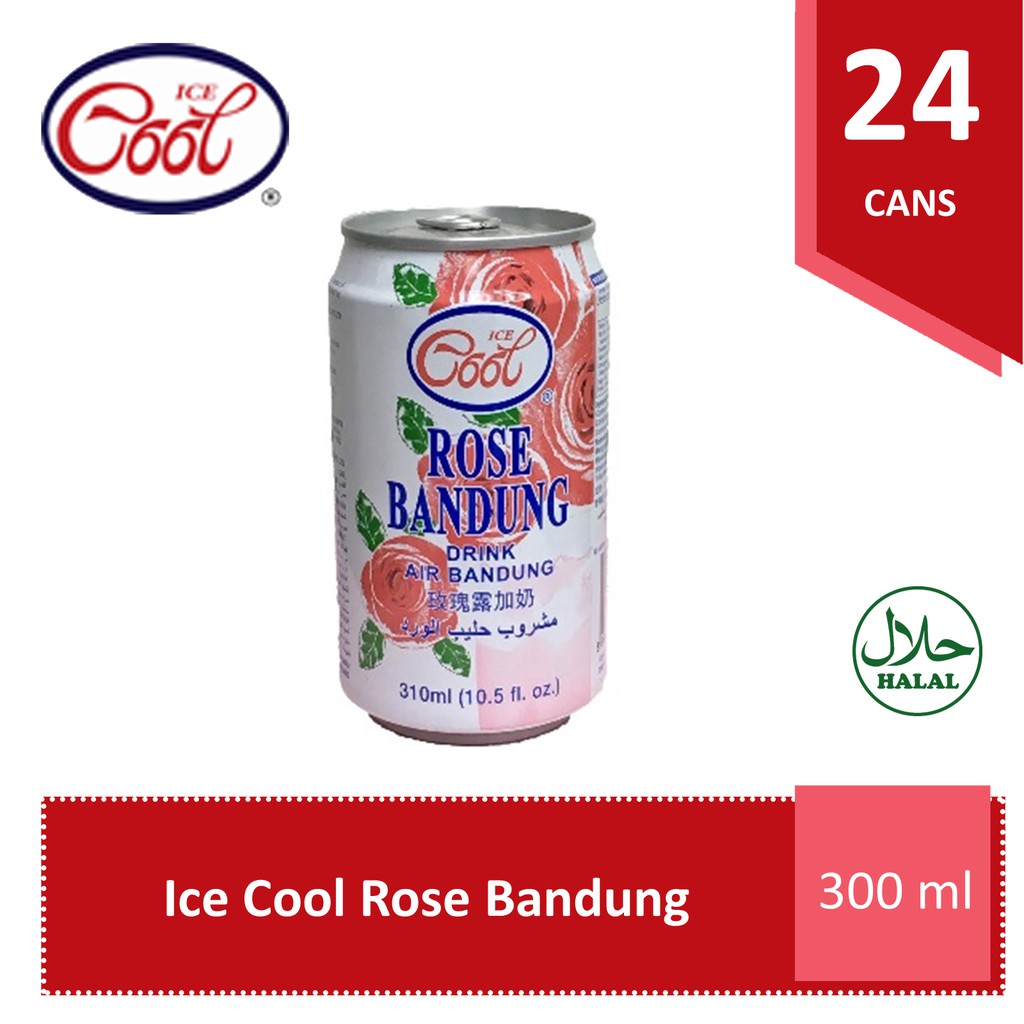 ICE
Cool
®
24
CANS
ICE
Cool
®
ROSE
BANDUNG
DRINK
AIR BANDUNG
玫瑰露加奶
مشروب حليب الورد
310ml (10.5 fl. oz.)
حلال
HALAL
Ice Cool Rose Bandung
300 ml